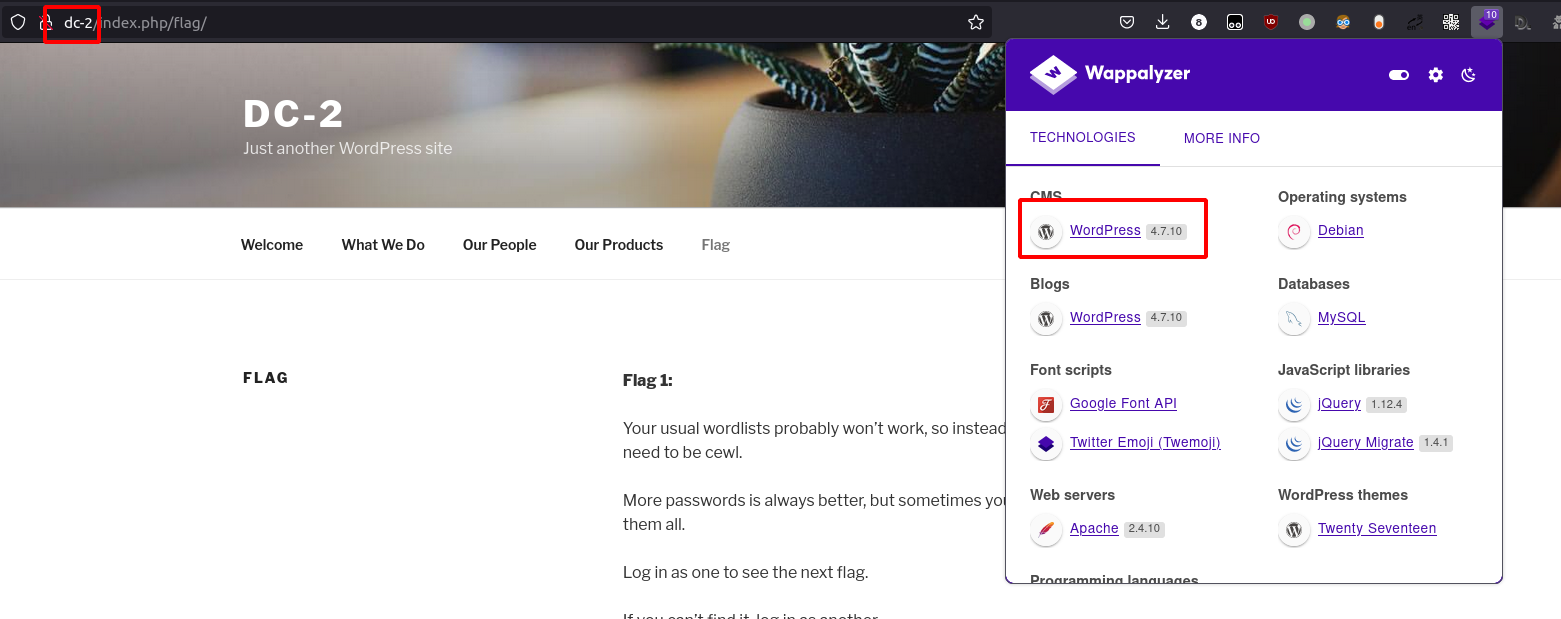 dc-2/index.php/flag/
8
UD
10
Wappalyzer
TECHNOLOGIES
MORE INFO
DC-2
Just another WordPress site
Welcome
What We Do
Our People
Our Products
Flag
FLAG
Flag 1:
Your usual wordlists probably won’t work, so instead
need to be cewl.
More passwords is always better, but sometimes you
them all.
Log in as one to see the next flag.
If you can’t find it, log in as another.
CMS
WordPress 4.7.10
Blogs
WordPress 4.7.10
Font scripts
Google Font API
Twitter Emoji (Twemoji)
Web servers
Apache 2.4.10
Programming languages
Operating systems
Debian
Databases
MySQL
JavaScript libraries
jQuery 1.12.4
jQuery Migrate 1.4.1
WordPress themes
Twenty Seventeen